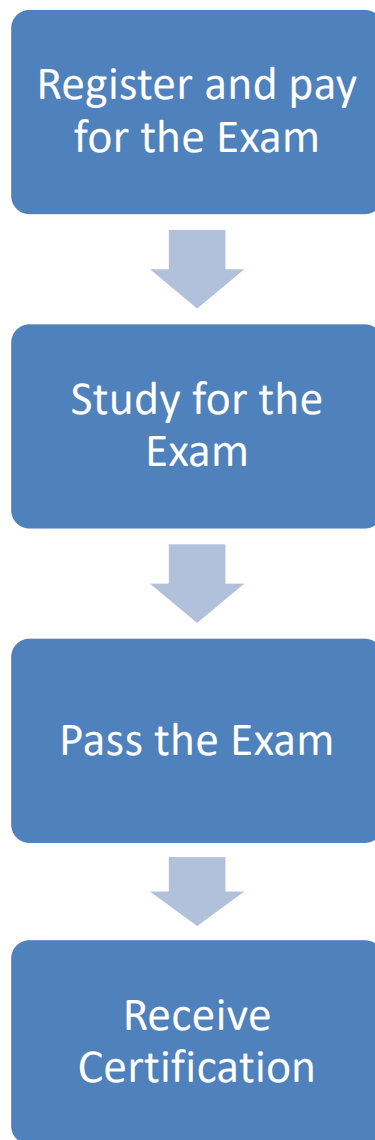 Register and pay
for the Exam
Study for the
Exam
Pass the Exam
Receive
Certification